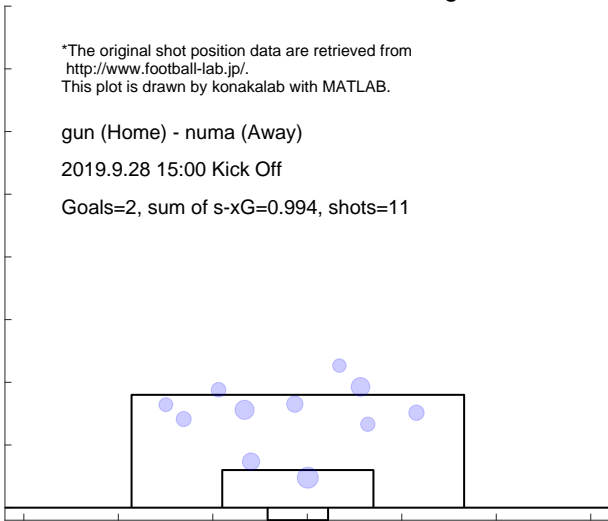 *The original shot position data are retrieved from
http://www.football-lab.jp/.
This plot is drawn by konakalab with MATLAB.
gun (Home) - numa (Away)
2019.9.28 15:00 Kick Off
Goals=2, sum of s-xG=0.994, shots=11